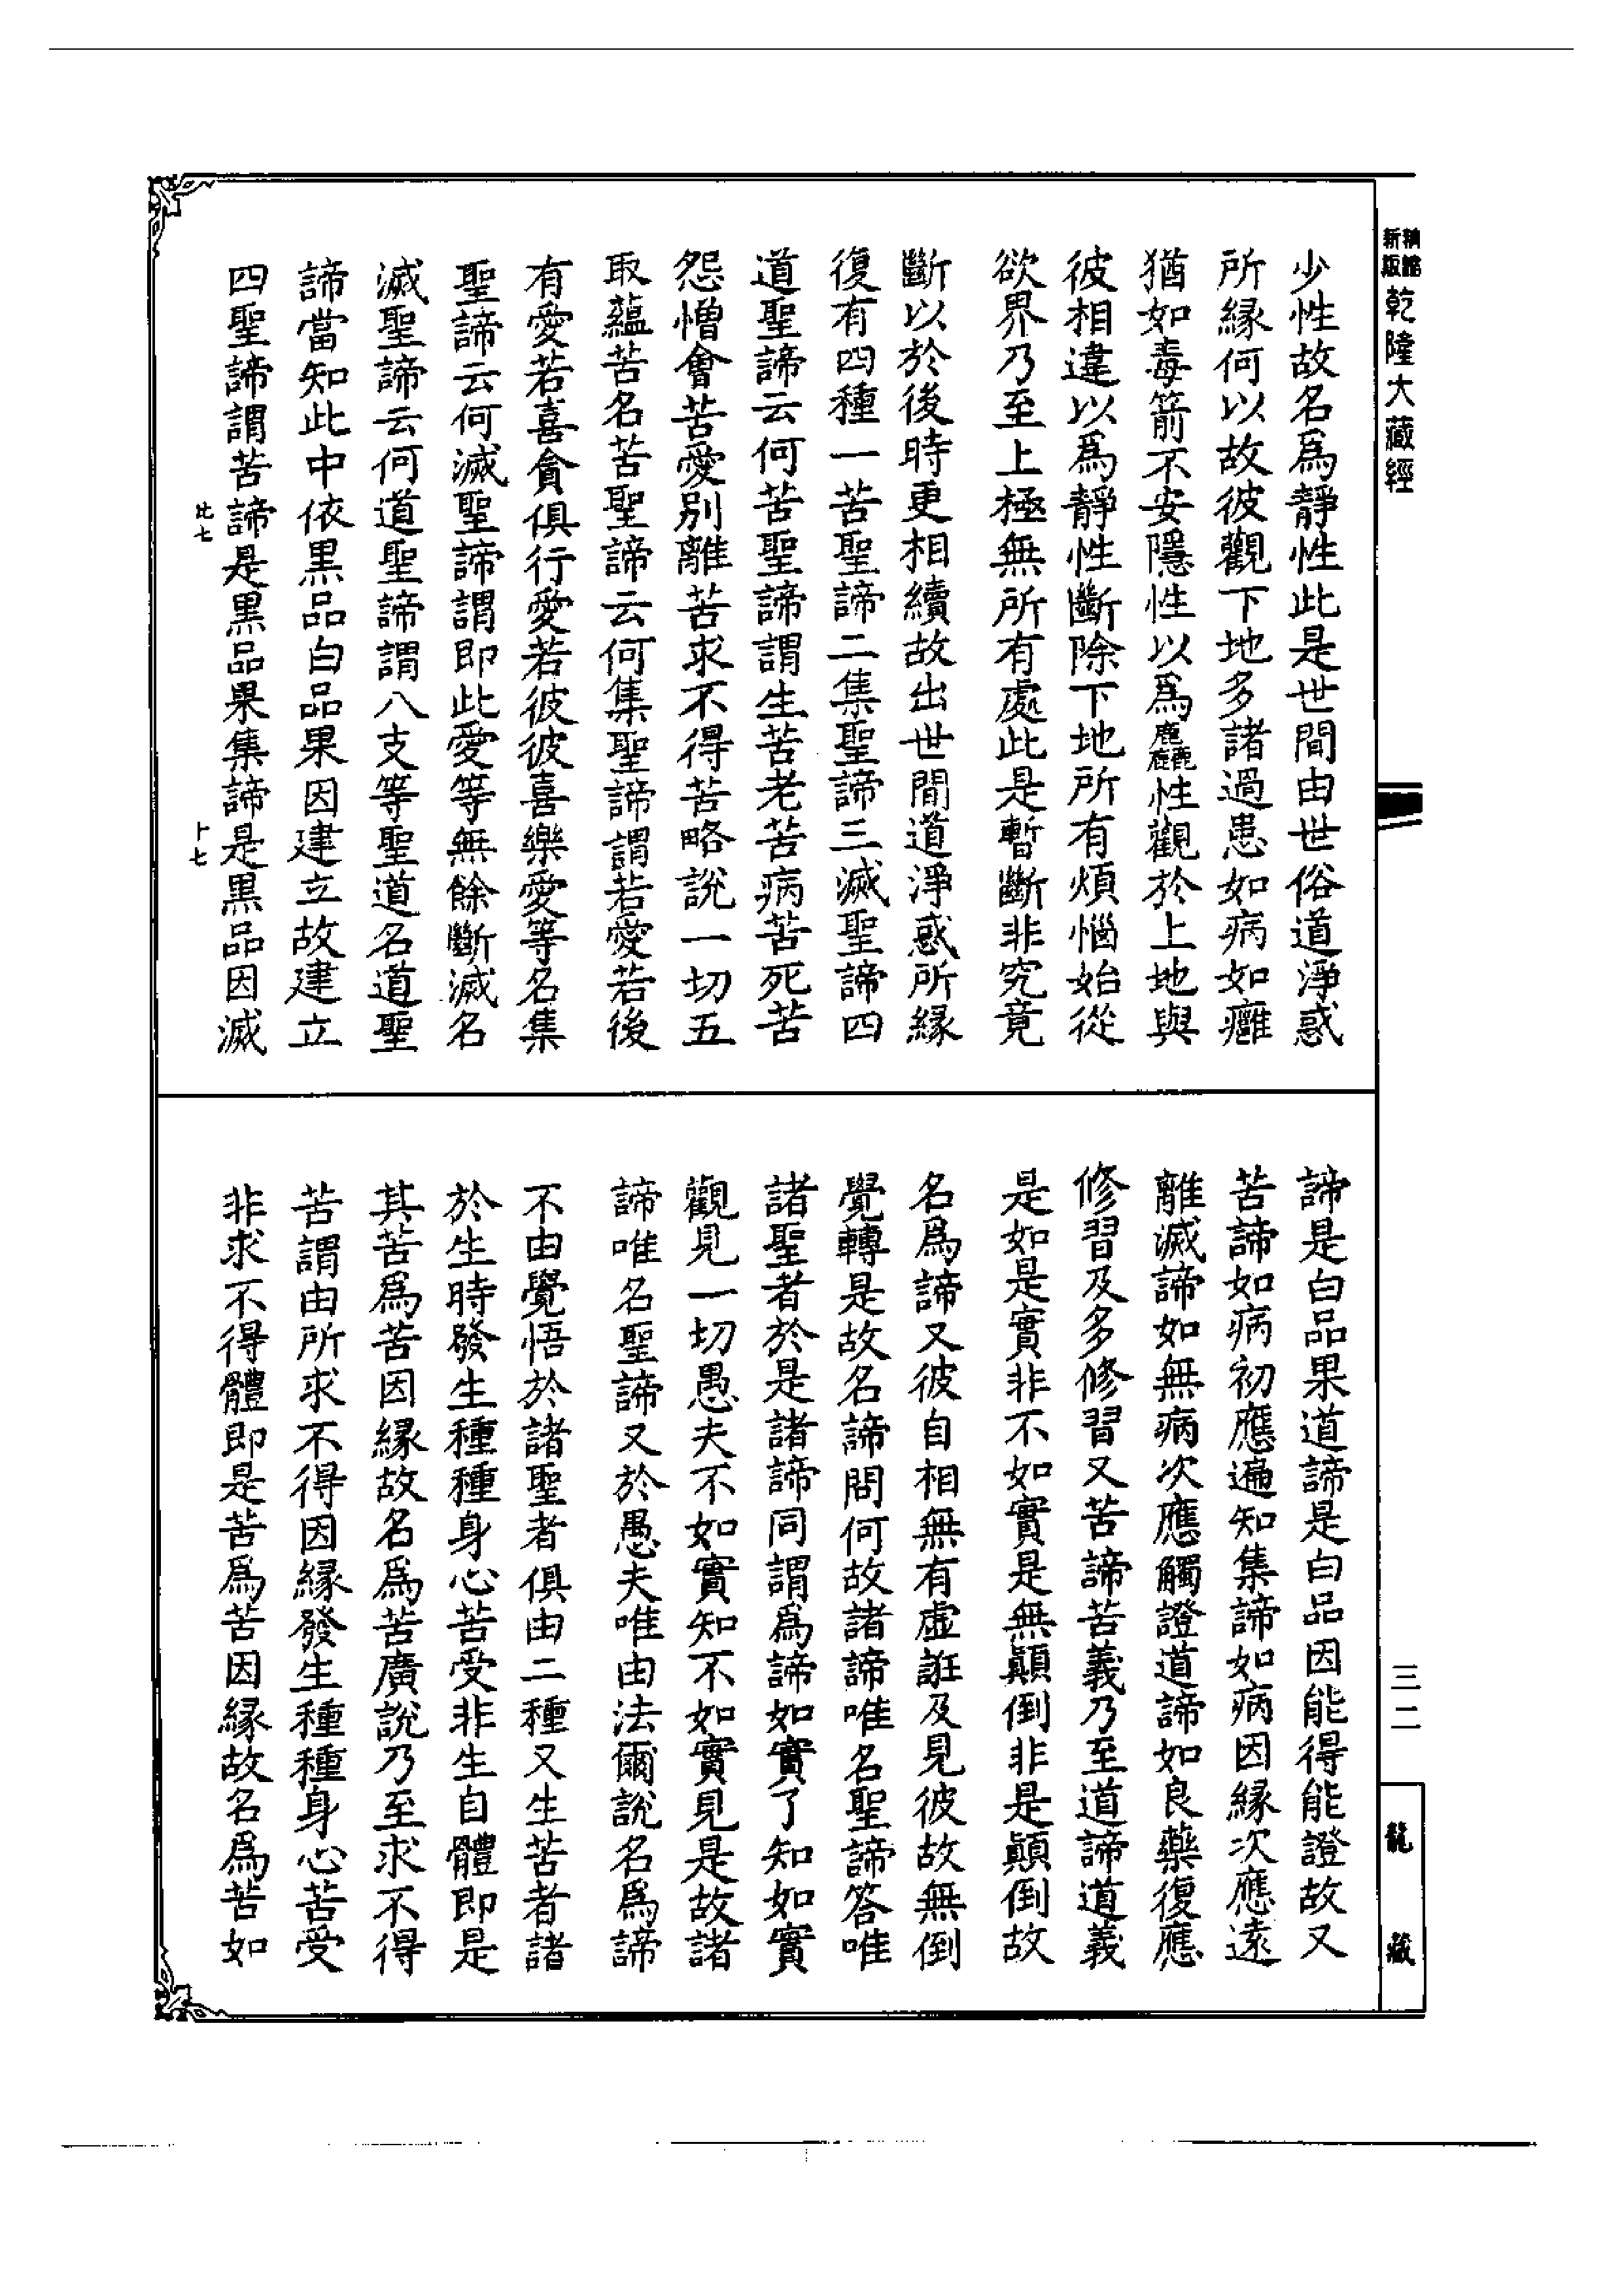 新版精縮乾隆大藏經
少性故名爲靜性此是世間由世俗道淨惑
所緣何以故彼觀下地多諸過患如病如癰
猶如毒箭不安隱性以爲麤性觀於上地與
彼相違以爲靜性斷除下地所有煩惱始從
欲界乃至上極無所有處此是暫斷非究竟
斷以於後時更相續故出世間道淨惑所緣
復有四種一苦聖諦二集聖諦三滅聖諦四
道聖諦云何苦聖諦謂生苦老苦病苦死苦
怨憎會苦愛別離苦求不得苦略說一切五
取蘊苦名苦聖諦云何集聖諦謂若愛若後
有愛若喜貪俱行愛若彼彼喜樂愛等名集
聖諦云何滅聖諦謂即此愛等無餘斷滅名
滅聖諦云何道聖諦謂八支等聖道名道聖
諦當知此中依黑品白品果因建立故建立
四聖諦謂苦諦是黑品果集諦是黑品因滅
諦是白品果道諦是白品因能得能證故又
苦諦如病初應遍知集諦如病因緣次應遠
離滅諦如無病次應觸證道諦如良藥復應
修習及多修習又苦諦苦義乃至道諦道義
是如是實非不如實是無顚倒非是顚倒故
名爲諦又彼自相無有虛誑及見彼故無倒
覺轉是故名諦問何故諸諦唯名聖諦答唯
諸聖者於是諸諦同謂爲諦如實了知如實
觀見一切愚夫不如實知不如實見是故諸
諦唯名聖諦又於愚夫唯由法爾說名爲諦
不由覺悟於諸聖者俱由二種又生苦者諸
於生時發生種種身心苦受非生自體即是
其苦爲苦因緣故名爲苦廣說乃至求不得
苦謂由所求不得因緣發生種種身心苦受
非求不得體即是苦爲苦因緣故名爲苦如
三二
龍藏